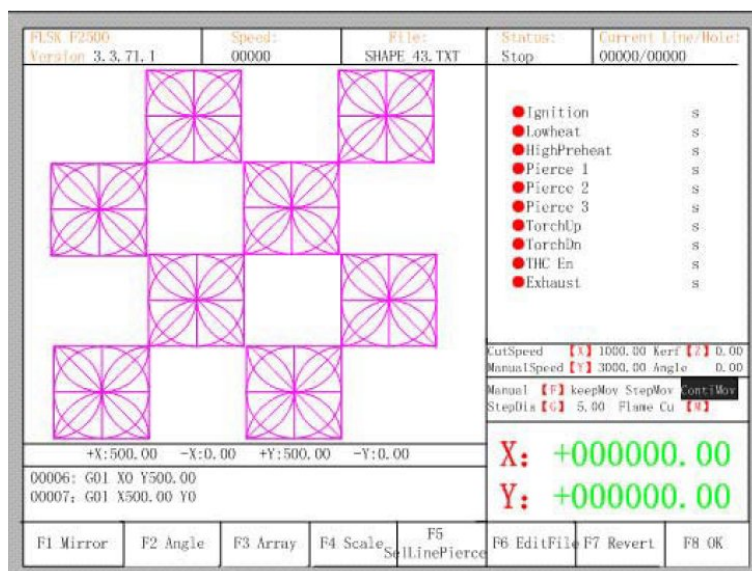 FLSK F2500
Version 3.3.71.1
Speed:
00000
File:
SHAPE 43.TXT
Status:
Stop
Current Line/Hole:
00000/00000
Ignition s
Lowheat s
HighPreheat s
Pierce 1 s
Pierce 2 s
Pierce 3 s
TorchUp s
TorchDn s
THC En s
Exhaust s
CutSpeed 【X】 1000.00 Kerf 【Z】 0.00
ManualSpeed 【Y】 3000.00 Angle 0.00
Manual 【F】 keepMov StepMov ContiMov
StepDis 【G】 5.00 Flame Cu 【M】
+X:500.00 -X:0.00 +Y:500.00 -Y:0.00
00006: G01 X0 Y500.00
00007: G01 X500.00 Y0
X: +000000.00
Y: +000000.00
F1 Mirror
F2 Angle
F3 Array
F4 Scale
F5
SelLinePierce
F6 EditFile
F7 Revert
F8 OK